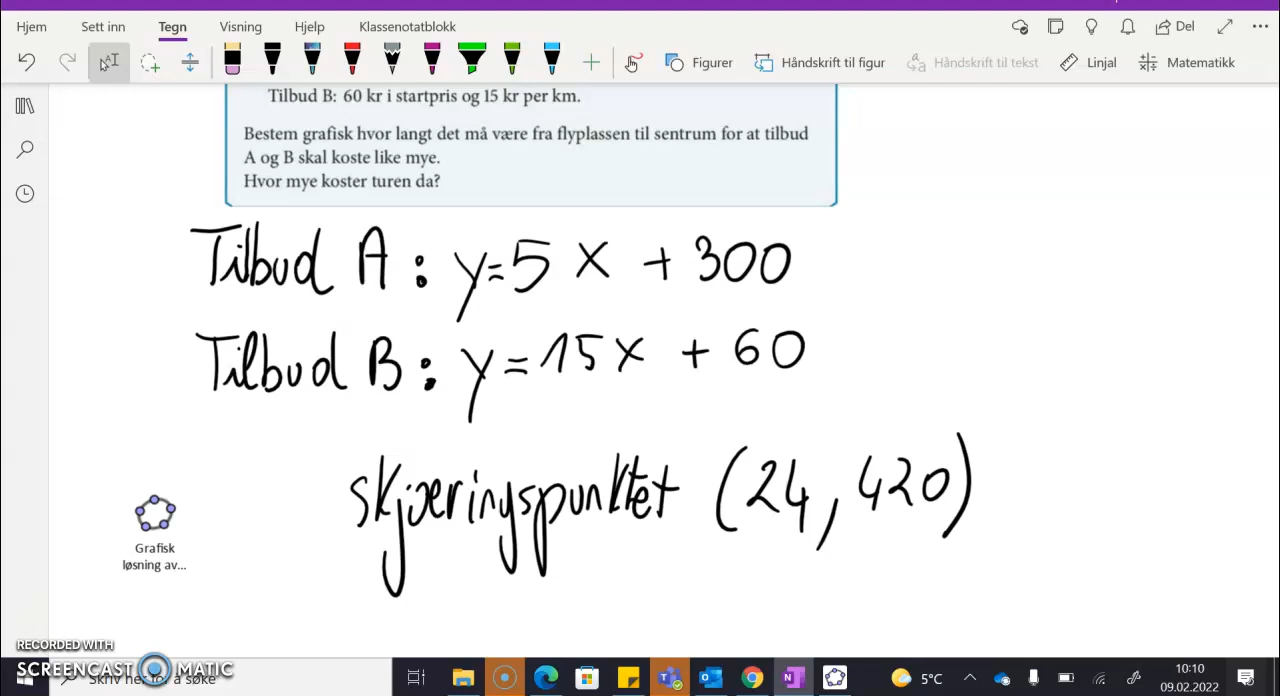 Hjem Sett inn Tegn Visning Hjelp Klassenotatblokk Del
Figurer Håndskrift til figur Håndskrift til tekst Linjal Matematikk
Tilbud B: 60 kr i startpris og 15 kr per km.
Bestem grafisk hvor langt det må være fra flyplassen til sentrum for at tilbud
A og B skal koste like mye.
Hvor mye koster turen da?
Tilbud A: y=5x + 300
Tilbud B: y=15x + 60
skjæringspunktet (24, 420)
Grafisk
løsning av...
RECORDED WITH
SCREENCAST MATIC
Skriv her for å søke
5°C
10:10
09.02.2022